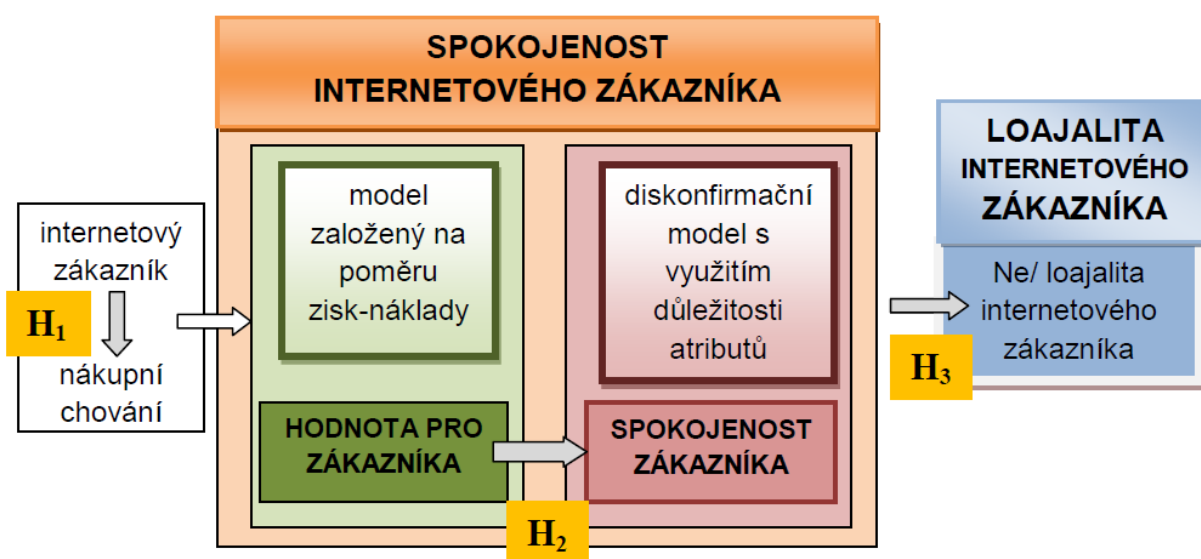 SPOKOJENOST
INTERNETOVÉHO ZÁKAZNÍKA
internetový
zákazník
H1
nákupní
chování
model
založený na
poměru
zisk-náklady
HODNOTA PRO
ZÁKAZNÍKA
H2
diskonfirmační
model s
využitím
důležitosti
atributů
SPOKOJENOST
ZÁKAZNÍKA
LOAJALITA
INTERNETOVÉHO
ZÁKAZNÍKA
Ne/ loajalita
internetového
zákazníka
H3